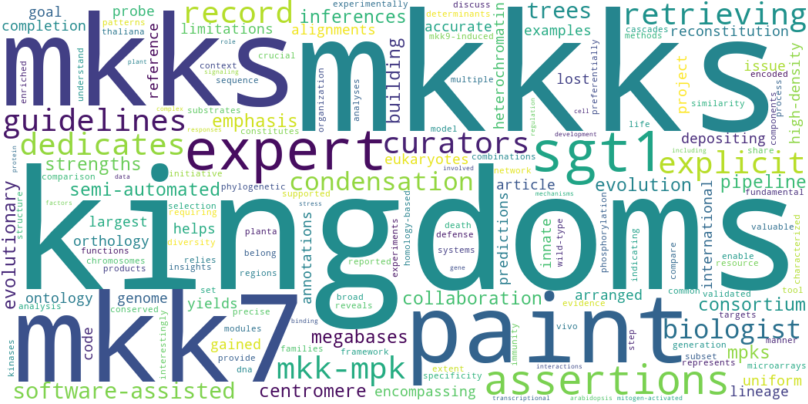 goal probe record inferences trees retrieving
completion patterns thaliana limitations alignments accurate examples reconstitution
mkks mkkks
experimentally discuss determinants mkk9-induced cascades methods
understand enriched plant role signaling context sequence crucial reference
substrates organization analyses building multiple model lost heterochromatin preferentially
project issue similarity high-density encoded process components
guidelines emphasis complex constitutes life regulation cell depositing
dedicates responses expert curators sgt1 share including explicit
strengths protein comparison data initiative eukaryotes combinations development fundamental
semi-automated phylogenetic supported network condensation article evolution pipeline
kingdoms
evolutionary structure factors largest helps selection requiring diversity stress
orthology functions chromosomes products relies insights planta belong regions
annotations reported experiments homology-based death defense systems gene
predictions innate involved wild-type mechanisms phosphorylation indicating international
valuable enable resource compare tool characterized
ontology genome set precise broad reveals collaboration arranged common validated consortium
mkk7 paint biologist
analysis conserved code interestingly yields megabases binding evidence targets
kinases gained modules provide dna families framework extent specificity
mkk-mpk immunity interactions vivo step generation subset represents mpks manner microarrays
assertions uniform
software-assisted centromere encompassing transcriptional arabidopsis mitogen-activated lineage